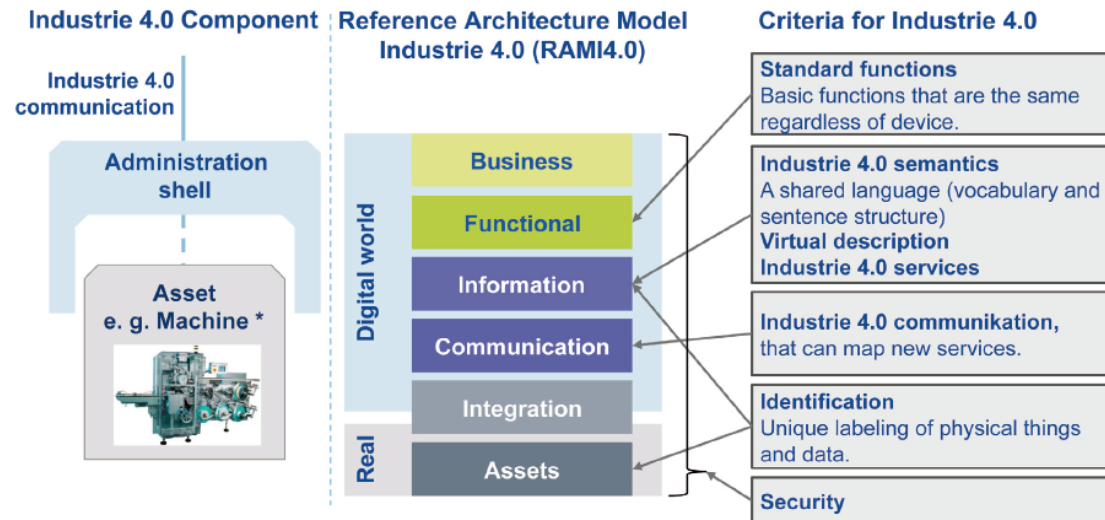 Industrie 4.0 Component
Industrie 4.0
communication
Administration
shell
Asset
e. g. Machine *
Reference Architecture Model
Industrie 4.0 (RAMI4.0)
Digital world
Real
Business
Functional
Information
Communication
Integration
Assets
Criteria for Industrie 4.0
Standard functions
Basic functions that are the same
regardless of device.
Industrie 4.0 semantics
A shared language (vocabulary and
sentence structure)
Virtual description
Industrie 4.0 services
Industrie 4.0 communikation,
that can map new services.
Identification
Unique labeling of physical things
and data.
Security